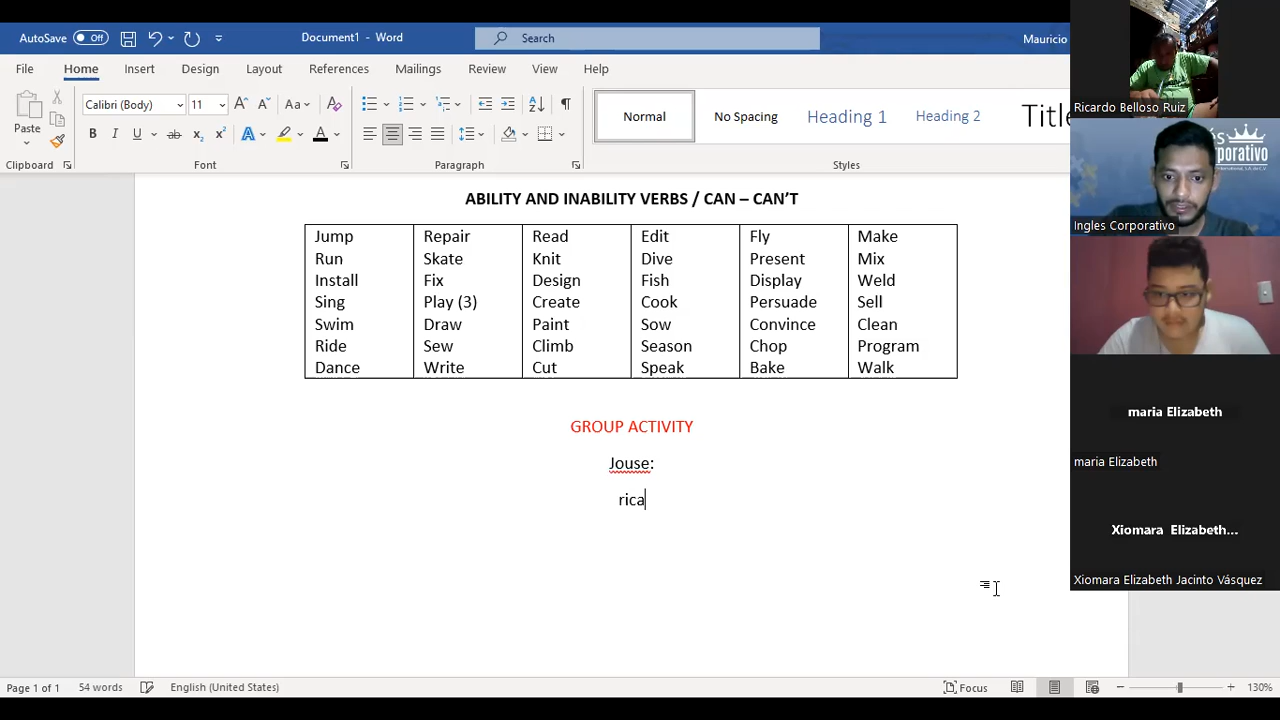 AutoSave Off Document1 - Word Search Mauricio
File Home Insert Design Layout References Mailings Review View Help
Paste Calibri (Body) 11 Aa
Clipboard Font Paragraph Styles
Normal No Spacing Heading 1 Heading 2 Title
ABILITY AND INABILITY VERBS / CAN – CAN'T
Jump Repair Read Edit Fly Make
Run Skate Knit Dive Present Mix
Install Fix Design Fish Display Weld
Sing Play (3) Create Cook Persuade Sell
Swim Draw Paint Sow Convince Clean
Ride Sew Climb Season Chop Program
Dance Write Cut Speak Bake Walk
GROUP ACTIVITY
Jouse:
rica
Ricardo Belloso Ruiz
Ingles Corporativo
maria Elizabeth
maria Elizabeth
Xiomara Elizabeth...
Xiomara Elizabeth Jacinto Vásquez
Page 1 of 1 54 words English (United States) Focus 130%